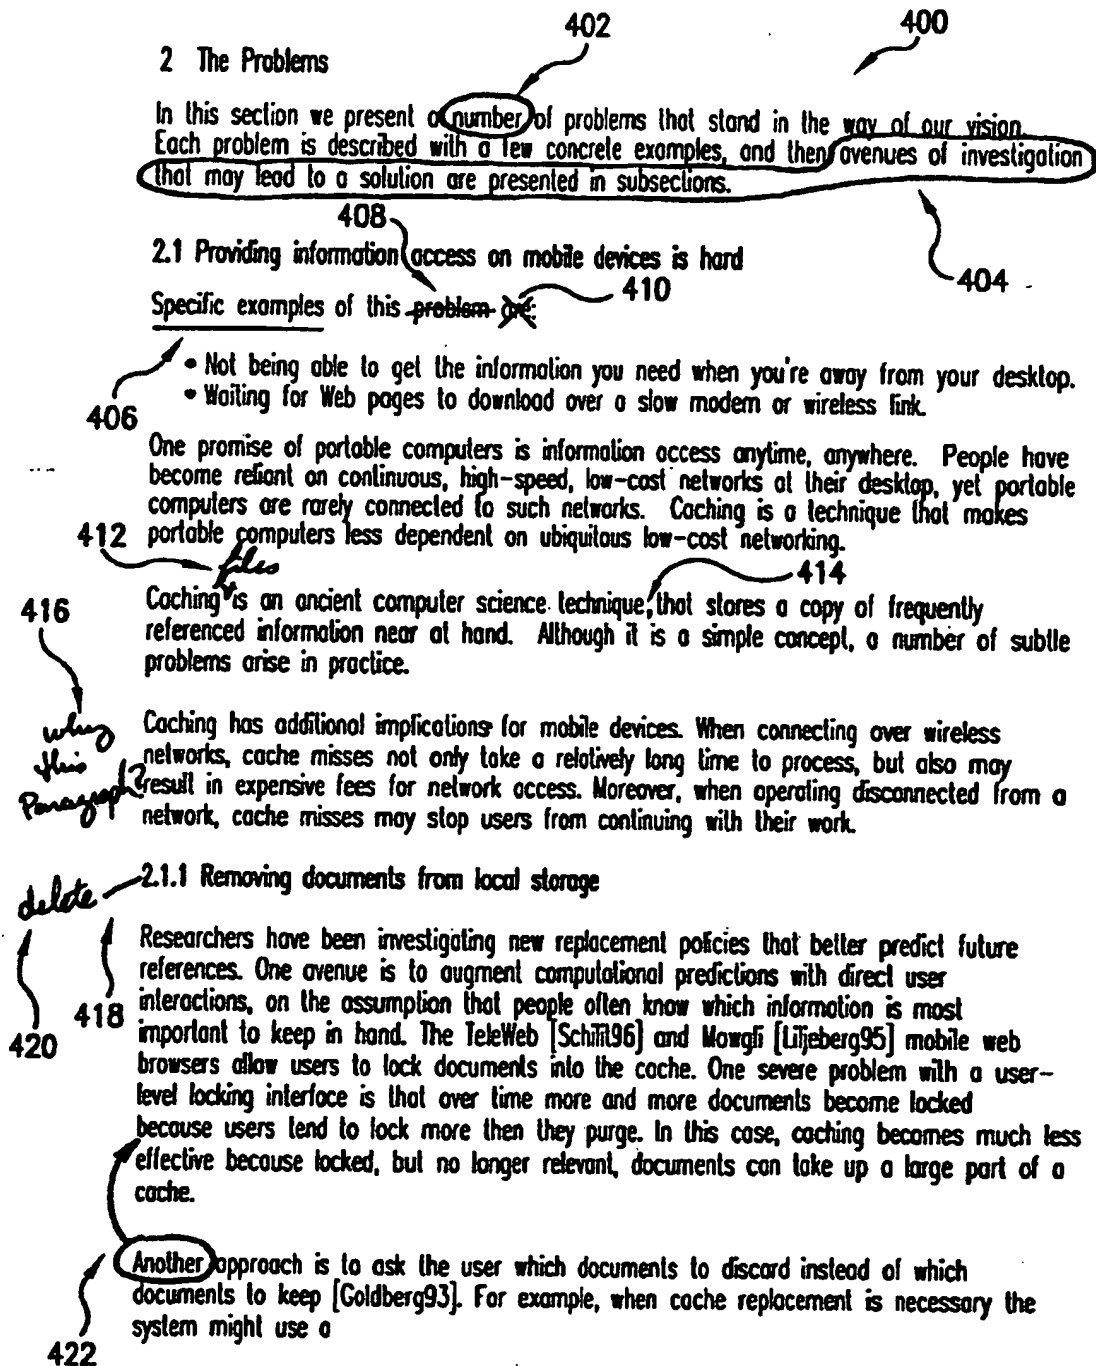 402
400
2 The Problems
In this section we present a number of problems that stand in the way of our vision.
Each problem is described with a few concrete examples, and then avenues of investigation
that may lead to a solution are presented in subsections.
408
2.1 Providing information access on mobile devices is hard
404
410
Specific examples of this problem are:
• Not being able to get the information you need when you're away from your desktop.
• Waiting for Web pages to download over a slow modem or wireless link.
406
One promise of portable computers is information access anytime, anywhere. People have
become reliant on continuous, high-speed, low-cost networks at their desktop, yet portable
computers are rarely connected to such networks. Caching is a technique that makes
412
portable computers less dependent on ubiquitous low-cost networking.
files
414
416
Caching is an ancient computer science technique, that stores a copy of frequently
referenced information near at hand. Although it is a simple concept, a number of subtle
problems arise in practice.
why
this
Paragraph?
Caching has additional implications for mobile devices. When connecting over wireless
networks, cache misses not only take a relatively long time to process, but also may
result in expensive fees for network access. Moreover, when operating disconnected from a
network, cache misses may stop users from continuing with their work.
delete
2.1.1 Removing documents from local storage
Researchers have been investigating new replacement policies that better predict future
references. One avenue is to augment computational predictions with direct user
interactions, on the assumption that people often know which information is most
418
important to keep in hand. The TeleWeb [Schilit96] and Mowgli [Liljeberg95] mobile web
420
browsers allow users to lock documents into the cache. One severe problem with a user-
level locking interface is that over time more and more documents become locked
because users tend to lock more then they purge. In this case, caching becomes much less
effective because locked, but no longer relevant, documents can take up a large part of a
cache.
Another approach is to ask the user which documents to discard instead of which
documents to keep [Goldberg93]. For example, when cache replacement is necessary the
system might use a
422